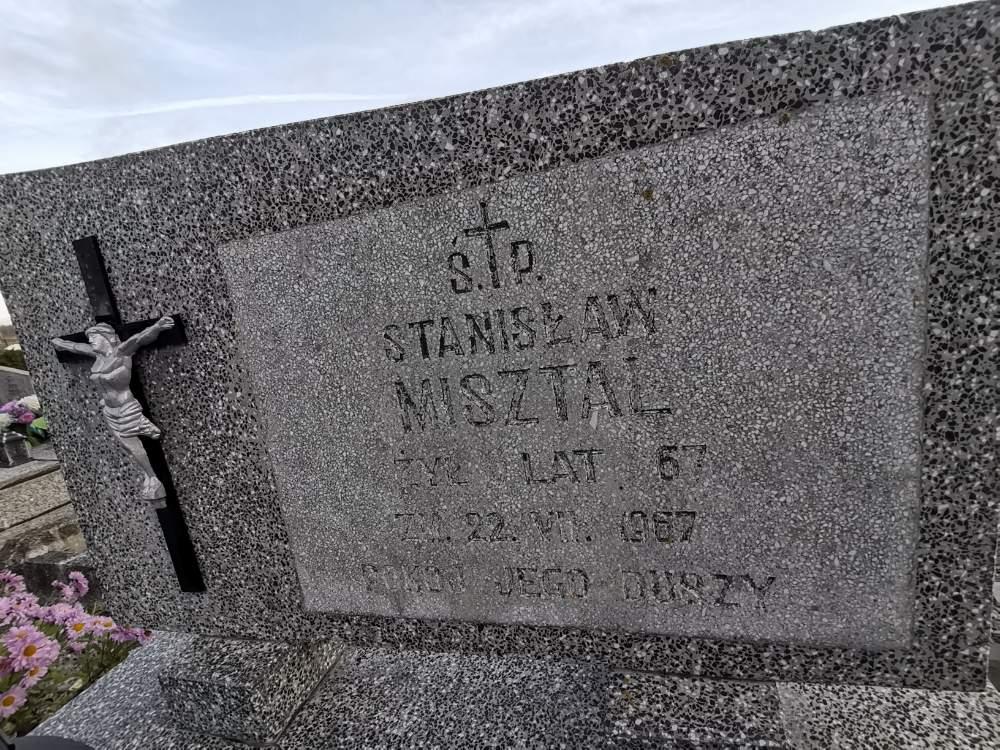 Ś.P.
STANISŁAW
MISZTAL
ŻYŁ LAT 67
ZM. 22. VII. 1967
POKÓJ JEGO DUSZY